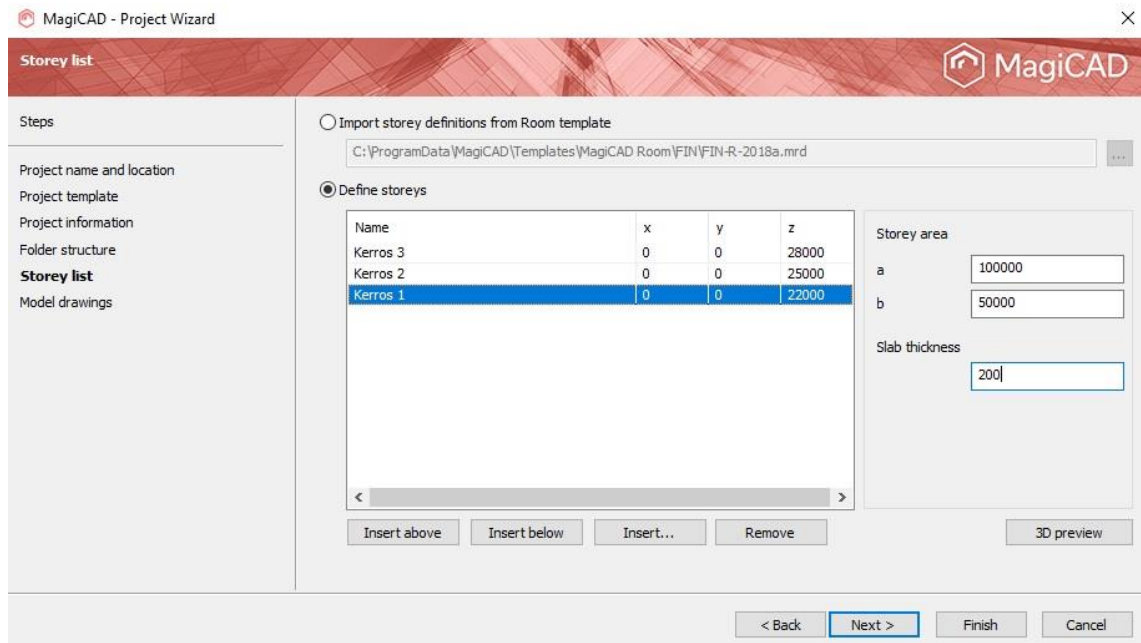 MagiCAD - Project Wizard
Storey list
MagiCAD
Steps
Project name and location
Project template
Project information
Folder structure
Storey list
Model drawings
Import storey definitions from Room template
C:\ProgramData\MagiCAD\Templates\MagiCAD Room\FIN\FIN-R-2018a.mrd
...
Define storeys
Name x y z
Kerros 3 0 0 28000
Kerros 2 0 0 25000
Kerros 1 0 0 22000
Storey area
a 100000
b 50000
Slab thickness
200
Insert above Insert below Insert... Remove 3D preview
< Back Next > Finish Cancel